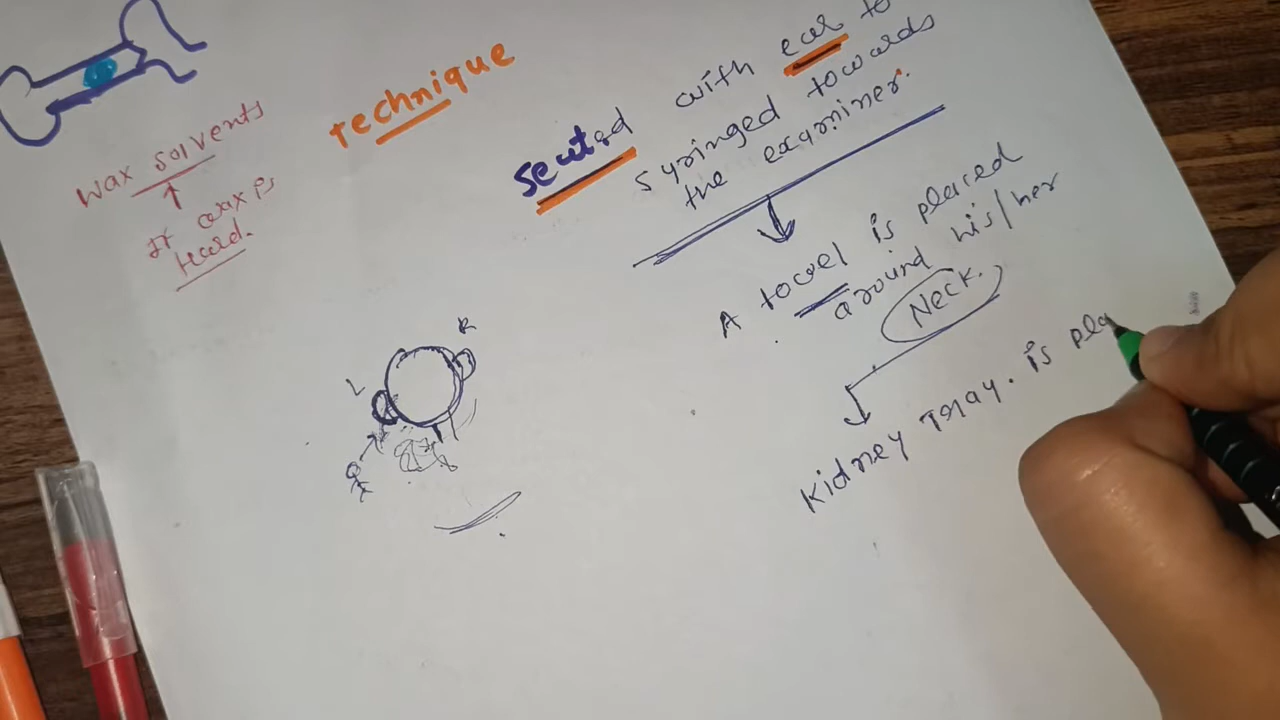 Technique
Seated with ear to
syringed towards
the examiner.
Wax solvents
If wax is
Hard.
A towel is placed
around his/her
Neck.
R
L
Kidney Tray. is pla